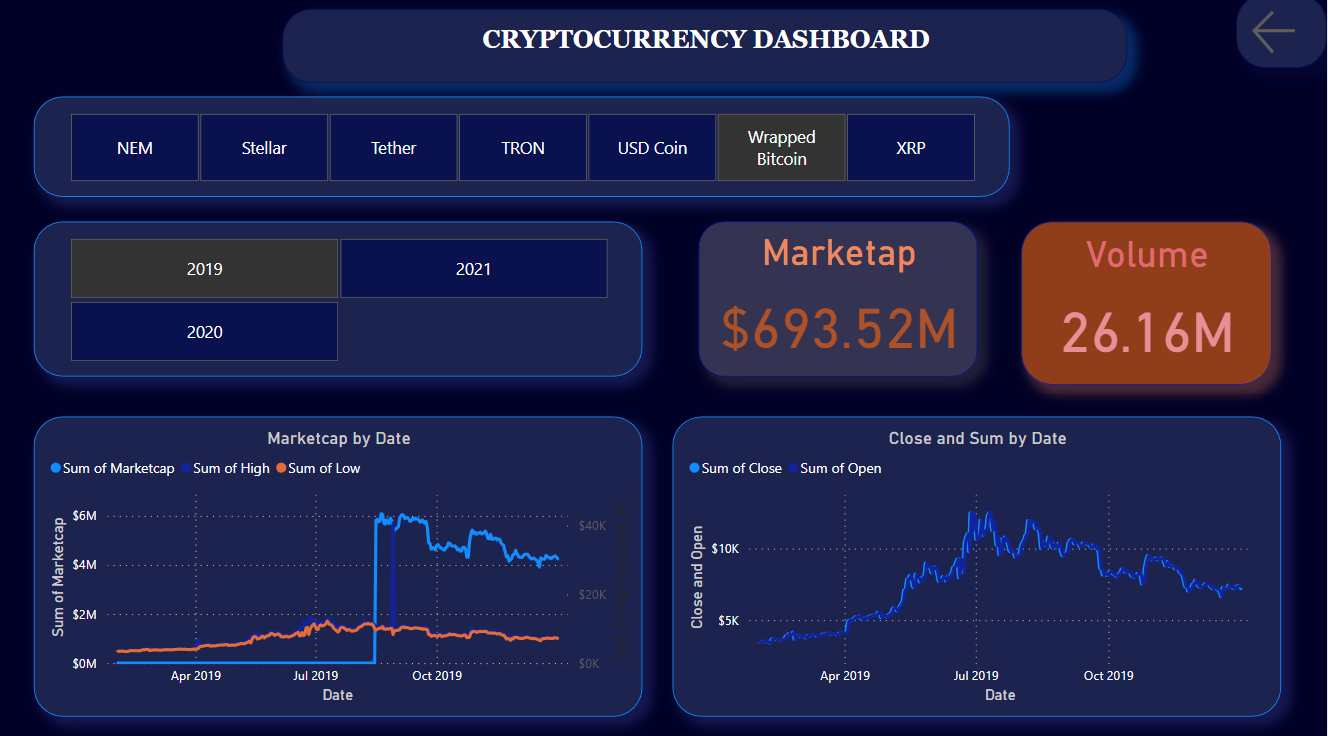 CRYPTOCURRENCY DASHBOARD
NEM
Stellar
Tether
TRON
USD Coin
Wrapped
Bitcoin
XRP
2019
2021
2020
Marketap
$693.52M
Volume
26.16M
Marketcap by Date
Sum of Marketcap Sum of High Sum of Low
Sum of Marketcap
$6M
$4M
$2M
$0M
$40K
$20K
$0K
Apr 2019 Jul 2019 Oct 2019
Date
Close and Sum by Date
Sum of Close Sum of Open
Close and Open
$10K
$5K
Apr 2019 Jul 2019 Oct 2019
Date